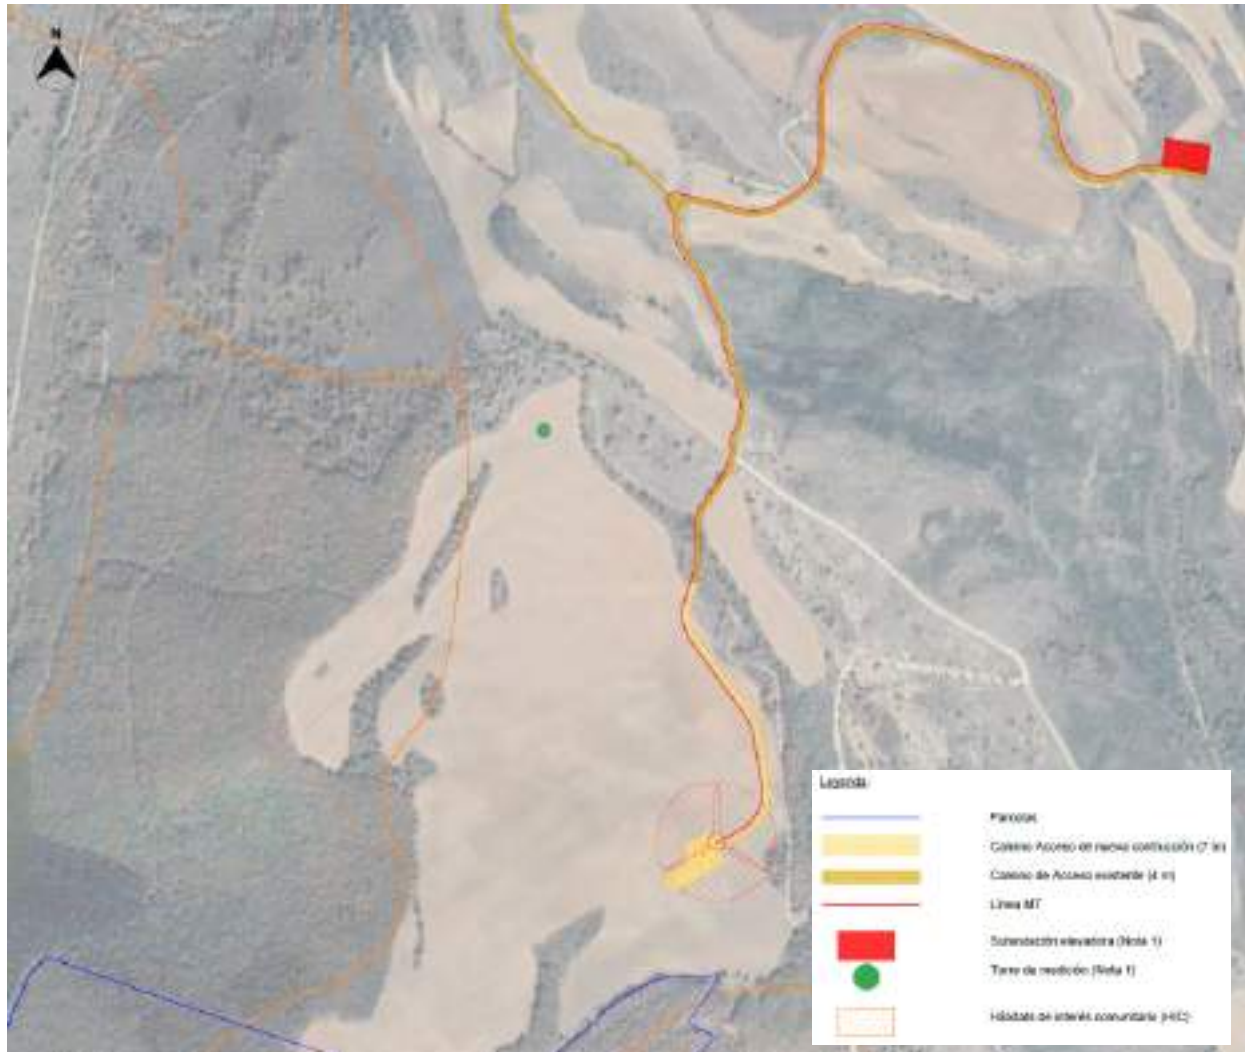 N
Leyenda:
Parcelas
Camino Acceso de nueva contrucción (7 m)
Camino de Acceso existente (4 m)
Línea MT
Subestación elevadora (Nota 1)
Torre de medición (Nota 1)
Hábitats de interés comunitario (HIC)